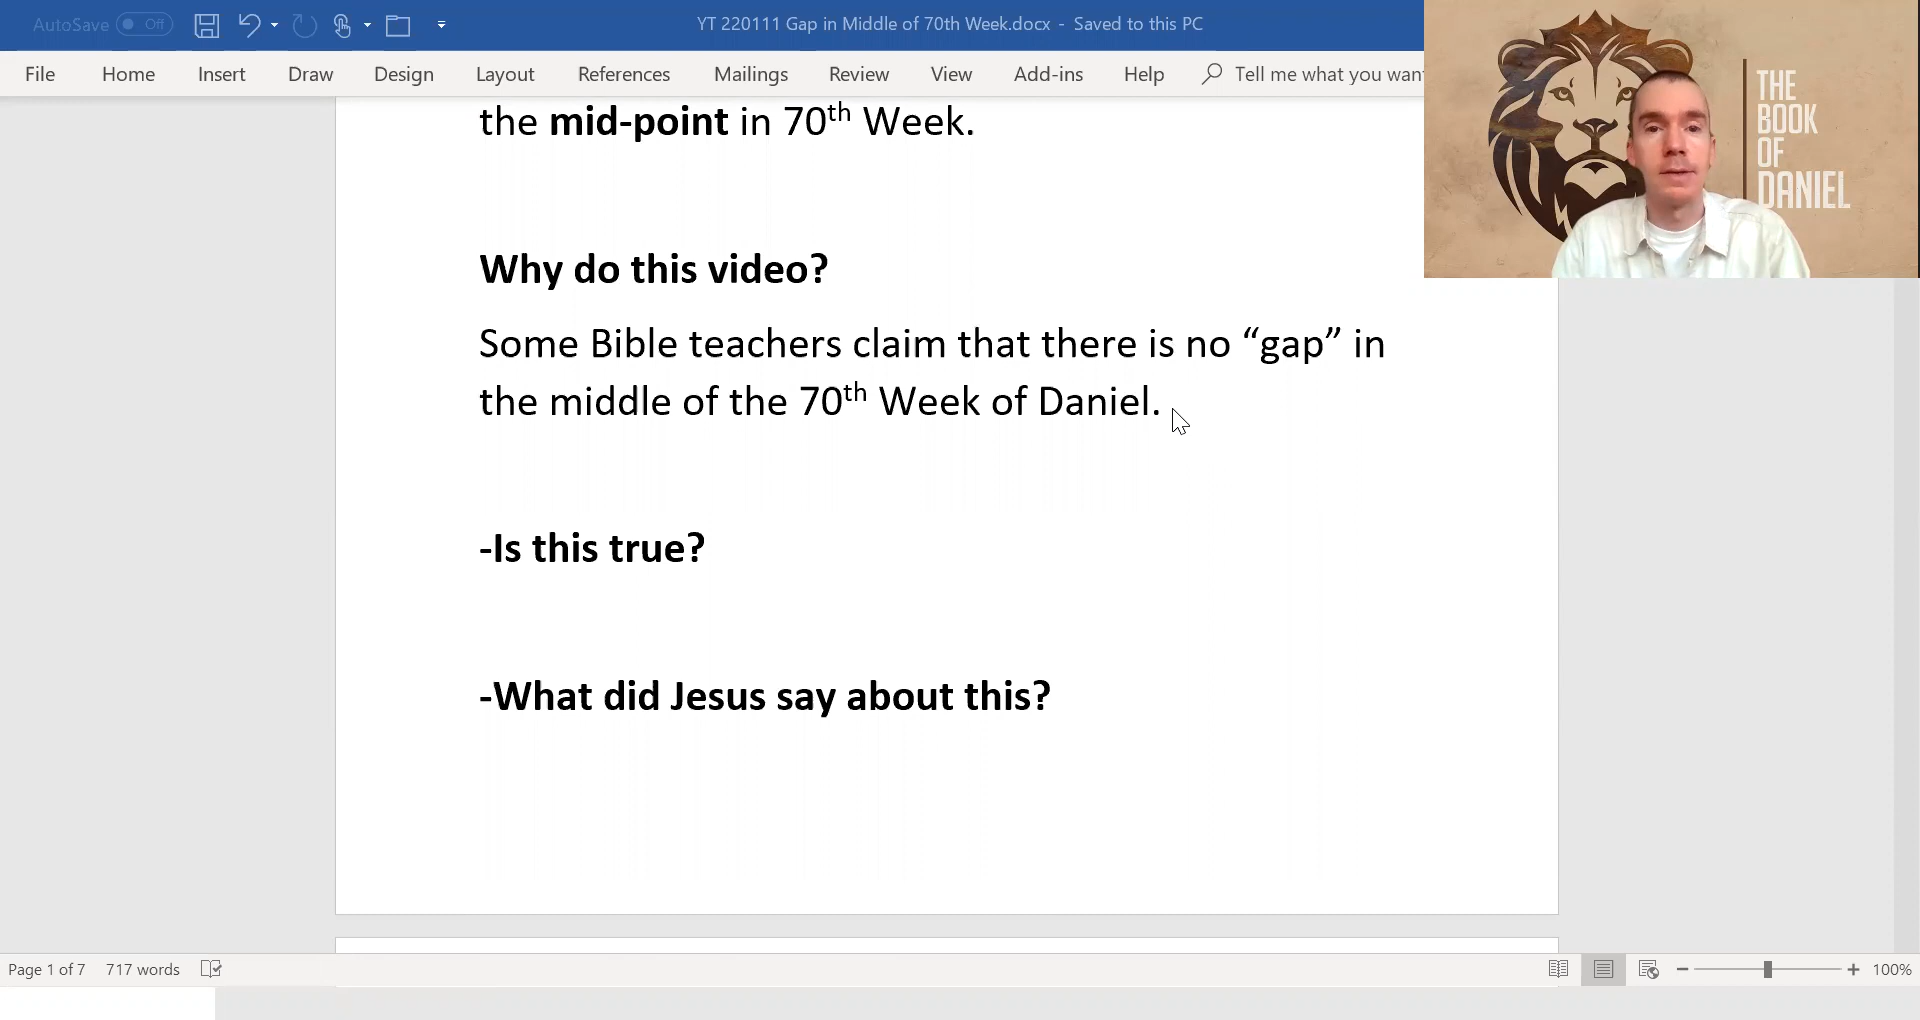 AutoSave Off
YT 220111 Gap in Middle of 70th Week.docx - Saved to this PC
File Home Insert Draw Design Layout References Mailings Review View Add-ins Help Tell me what you want
THE
BOOK
OF
DANIEL
the mid-point in 70th Week.
Why do this video?
Some Bible teachers claim that there is no “gap” in
the middle of the 70th Week of Daniel.
-Is this true?
-What did Jesus say about this?
Page 1 of 7 717 words 100%